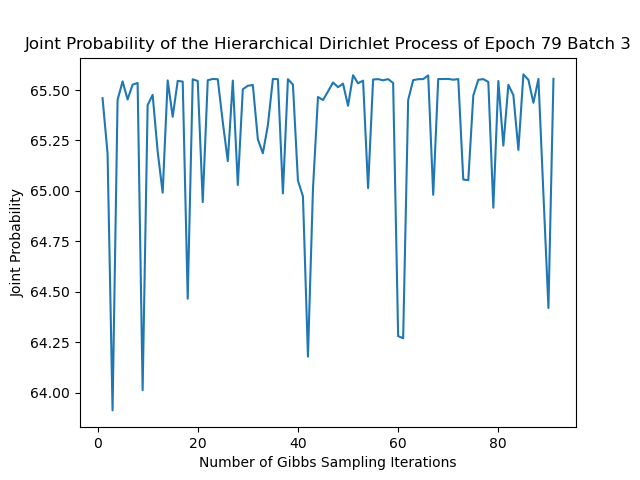 Joint Probability of the Hierarchical Dirichlet Process of Epoch 79 Batch 3
Joint Probability
65.50
65.25
65.00
64.75
64.50
64.25
64.00
0 20 40 60 80
Number of Gibbs Sampling Iterations